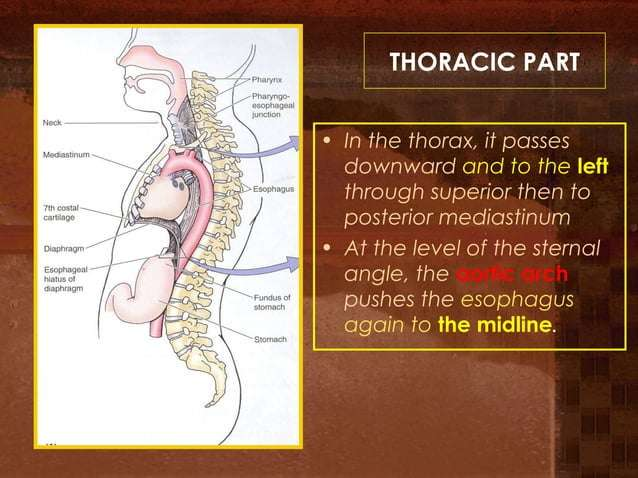 THORACIC PART
Pharynx
Pharyngo-
esophageal
junction
Neck
Mediastinum
Esophagus
7th costal
cartilage
Diaphragm
Esophageal
hiatus of
diaphragm
Fundus of
stomach
Stomach
• In the thorax, it passes
downward and to the left
through superior then to
posterior mediastinum
• At the level of the sternal
angle, the aortic arch
pushes the esophagus
again to the midline.